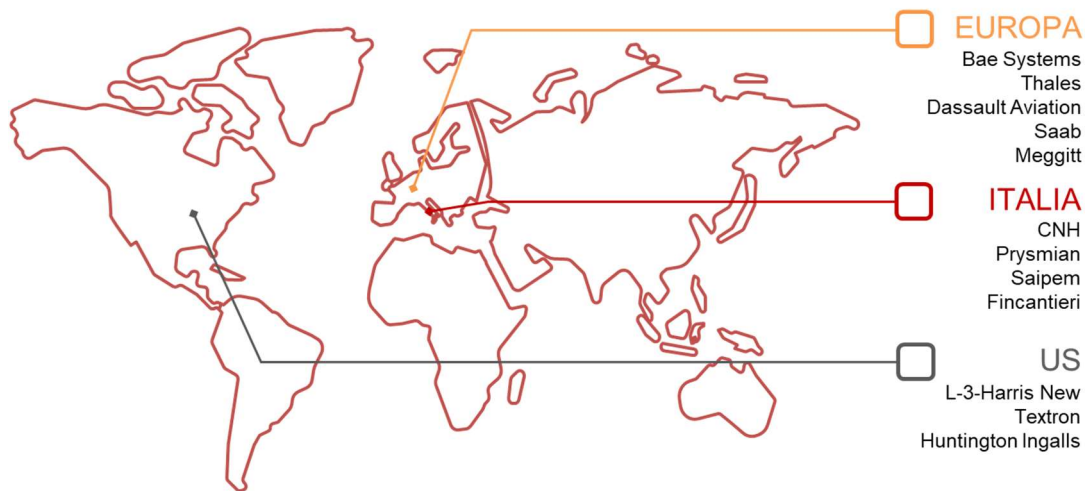 EUROPA
Bae Systems
Thales
Dassault Aviation
Saab
Meggitt
ITALIA
CNH
Prysmian
Saipem
Fincantieri
US
L-3-Harris New
Textron
Huntington Ingalls